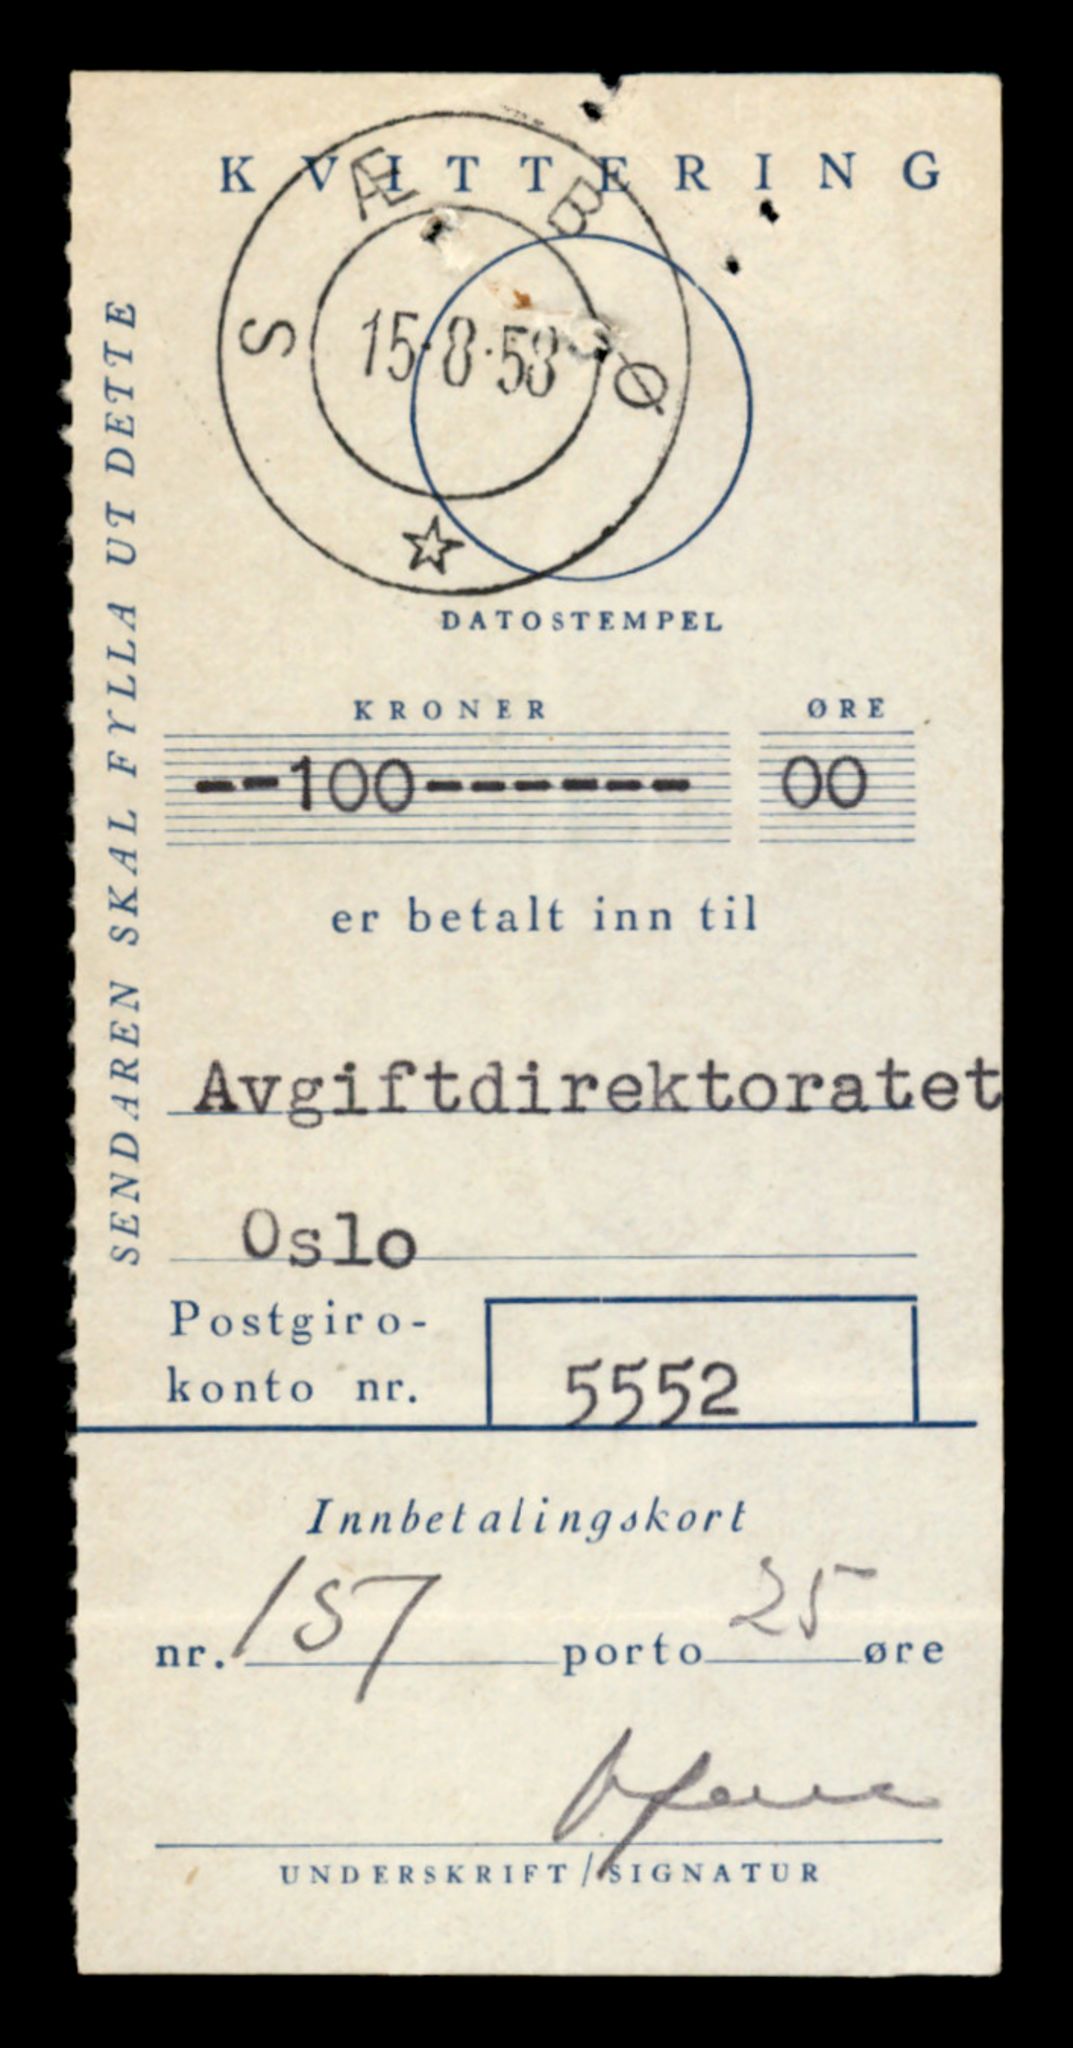 KVITTERING
SÆBØ
15.8.58
DATOSTEMPEL
SENDAREN SKAL FYLLA UT DETTE
KRONER ØRE
--100------ 00
er betalt inn til
Avgiftdirektoratet
Oslo
Postgiro-
konto nr. 5552
Innbetalingskort
nr. 157 porto 25 øre
UNDERSKRIFT/SIGNATUR